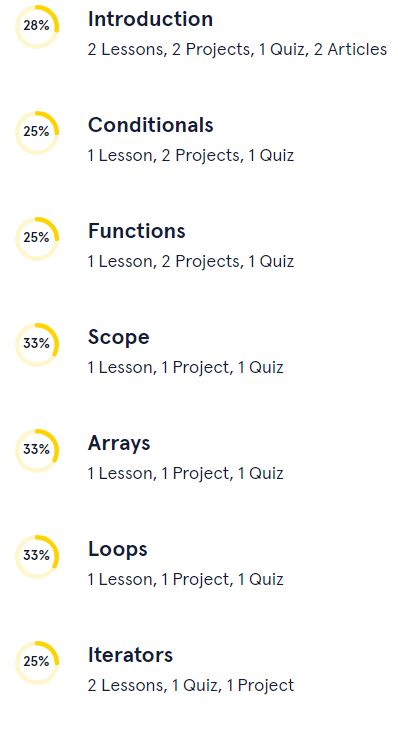 28%
Introduction
2 Lessons, 2 Projects, 1 Quiz, 2 Articles
25%
Conditionals
1 Lesson, 2 Projects, 1 Quiz
25%
Functions
1 Lesson, 2 Projects, 1 Quiz
33%
Scope
1 Lesson, 1 Project, 1 Quiz
33%
Arrays
1 Lesson, 1 Project, 1 Quiz
33%
Loops
1 Lesson, 1 Project, 1 Quiz
25%
Iterators
2 Lessons, 1 Quiz, 1 Project